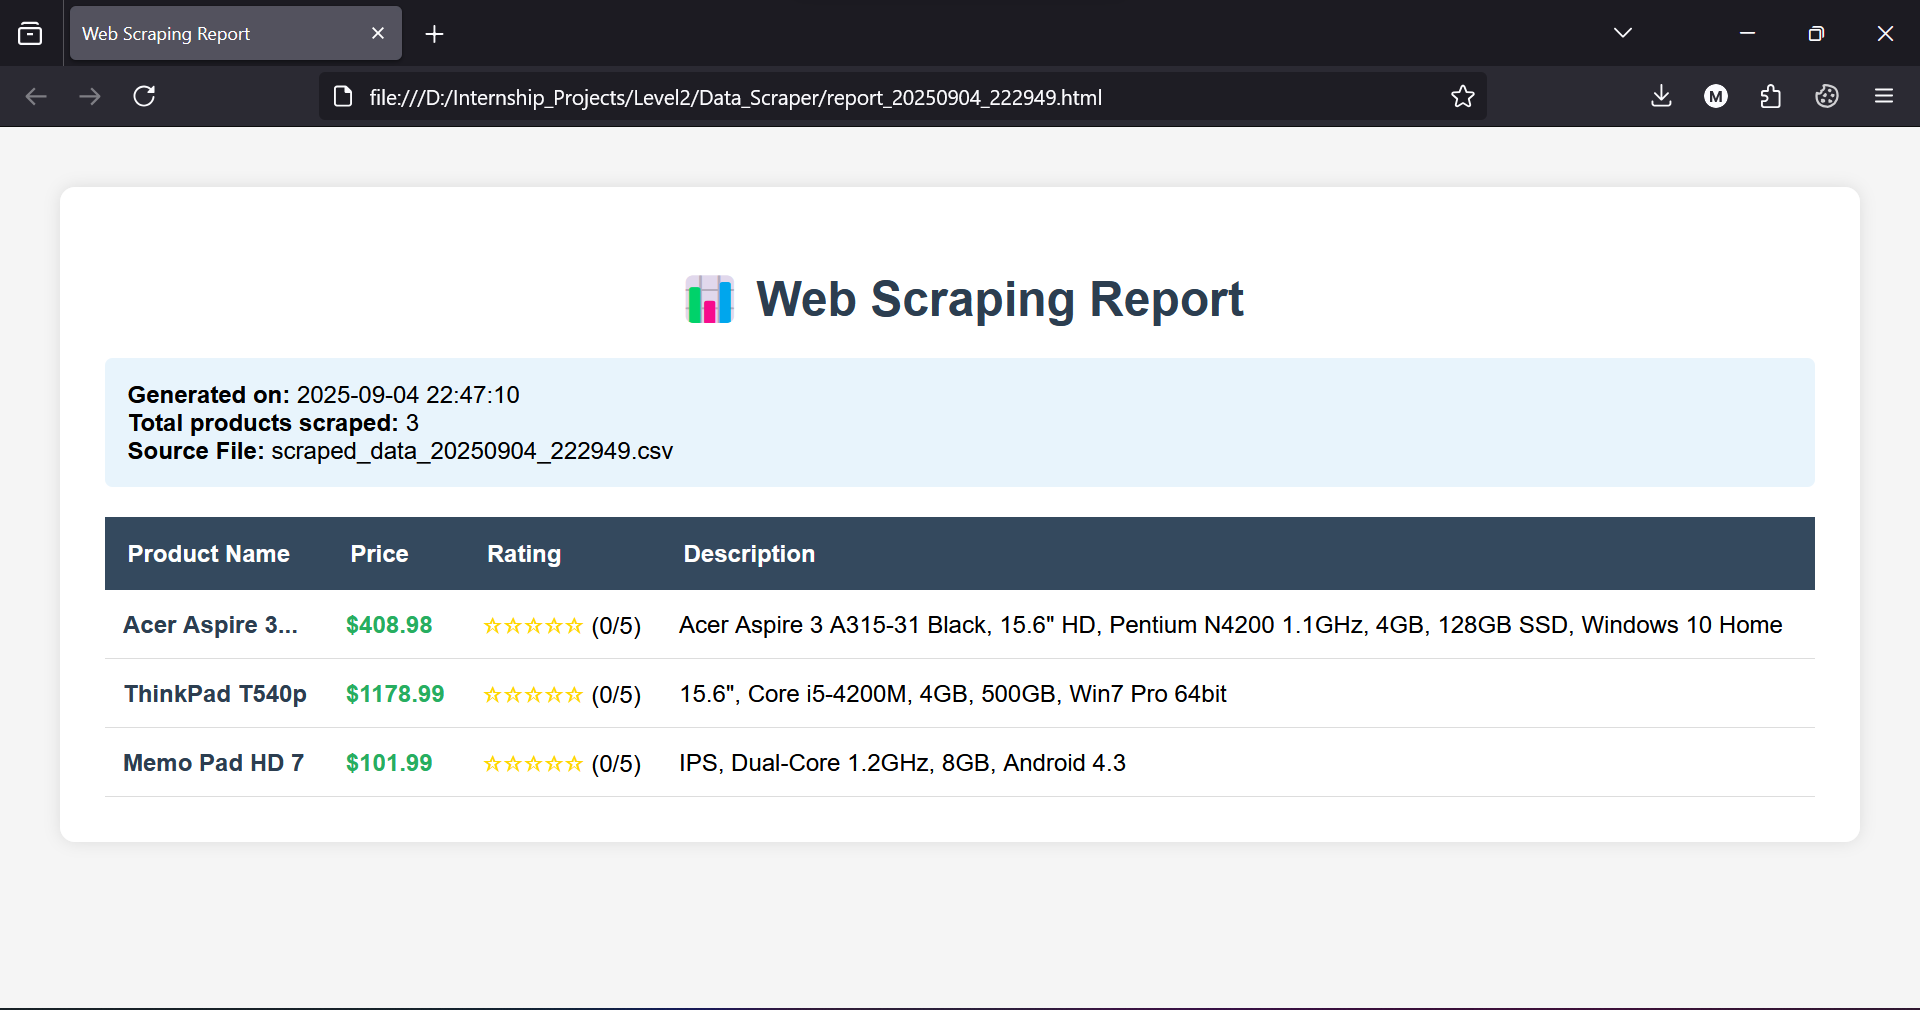 Web Scraping Report
file:///D:/Internship_Projects/Level2/Data_Scraper/report_20250904_222949.html
M
Web Scraping Report
Generated on: 2025-09-04 22:47:10
Total products scraped: 3
Source File: scraped_data_20250904_222949.csv
Product Name Price Rating Description
Acer Aspire 3... $408.98 ☆☆☆☆☆ (0/5) Acer Aspire 3 A315-31 Black, 15.6" HD, Pentium N4200 1.1GHz, 4GB, 128GB SSD, Windows 10 Home
ThinkPad T540p $1178.99 ☆☆☆☆☆ (0/5) 15.6", Core i5-4200M, 4GB, 500GB, Win7 Pro 64bit
Memo Pad HD 7 $101.99 ☆☆☆☆☆ (0/5) IPS, Dual-Core 1.2GHz, 8GB, Android 4.3